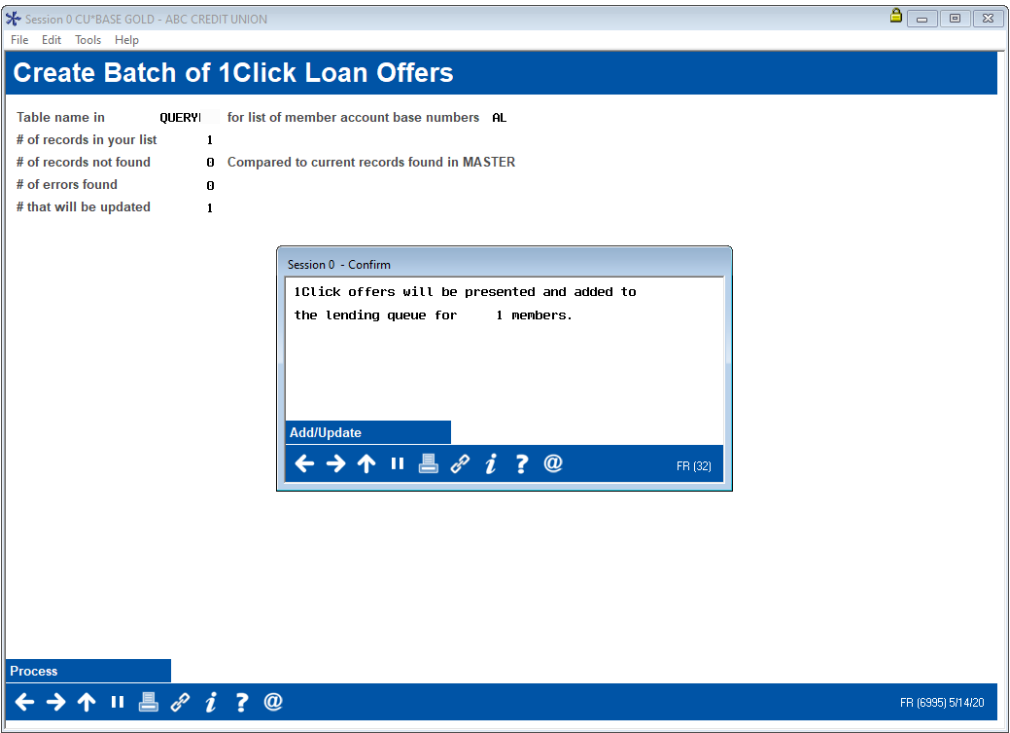 Session 0 CU*BASE GOLD - ABC CREDIT UNION
File Edit Tools Help
Create Batch of 1Click Loan Offers
Table name in QUERY for list of member account base numbers AL
# of records in your list 1
# of records not found 0 Compared to current records found in MASTER
# of errors found 0
# that will be updated 1
Session 0 - Confirm
1Click offers will be presented and added to
the lending queue for 1 members.
Add/Update
FR (32)
Process
FR (6995) 5/14/20